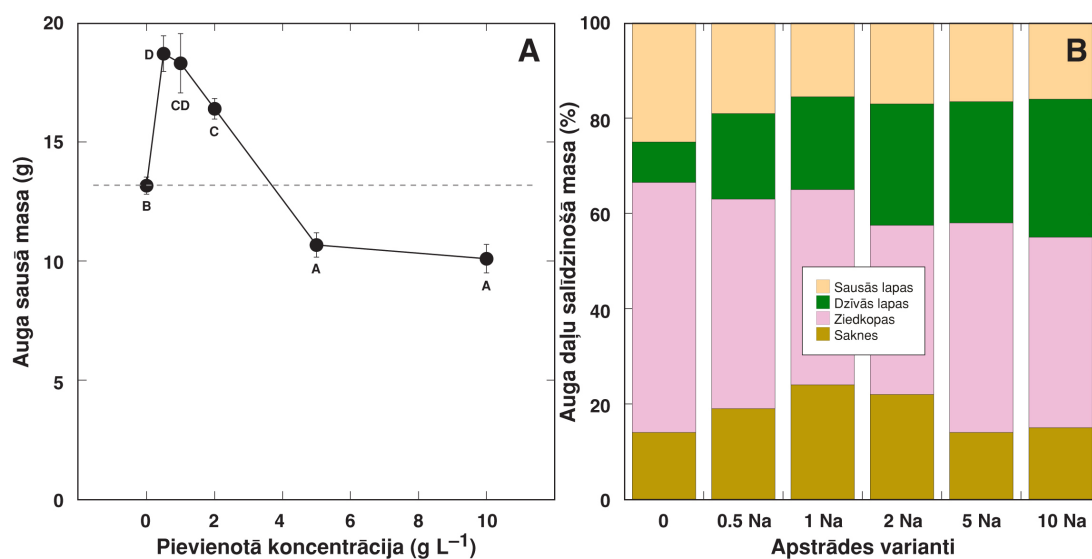 A
Auga sausā masa (g)
20
15
10
5
0
D
CD
C
B
A
A
0
2
4
6
8
10
Pievienotā koncentrācija (g L⁻¹)
B
Auga daļu salīdzinošā masa (%)
100
80
60
40
20
0
Sausās lapas
Dzīvās lapas
Ziedkopas
Saknes
0
0.5 Na
1 Na
2 Na
5 Na
10 Na
Apstrādes varianti